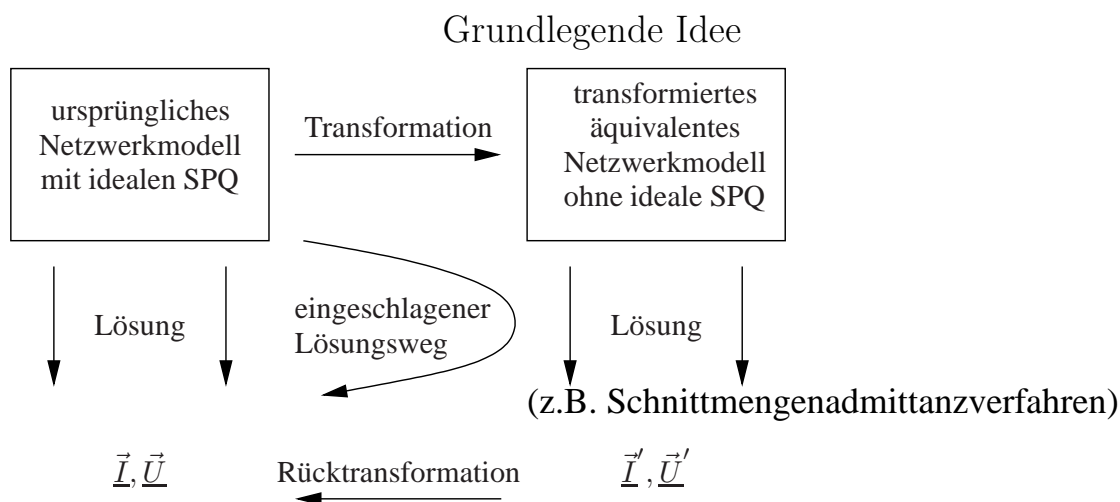 Grundlegende Idee
ursprüngliches
Netzwerkmodell
mit idealen SPQ
Transformation
transformiertes
äquivalentes
Netzwerkmodell
ohne ideale SPQ
Lösung
eingeschlagener
Lösungsweg
Lösung
(z.B. Schnittmengenadmittanzverfahren)
I⃗, U⃗
Rücktransformation
I⃗′, U⃗′